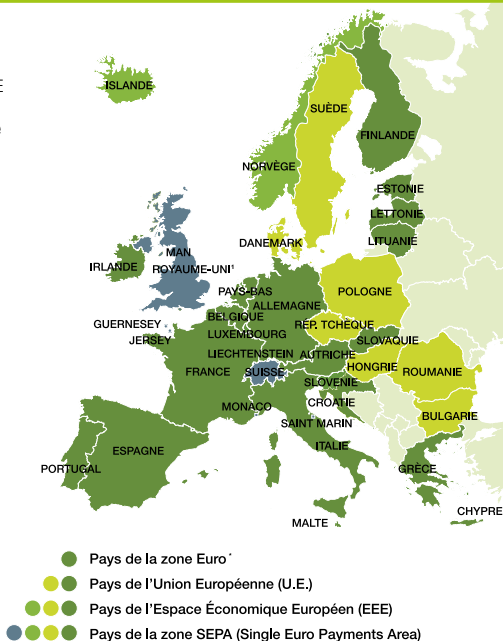 E
e
ISLANDE
SUÈDE
FINLANDE
NORVÈGE
ESTONIE
LETTONIE
LITUANIE
DANEMARK
MAN
IRLANDE
ROYAUME-UNI¹
PAYS-BAS
POLOGNE
ALLEMAGNE
BELGIQUE
GUERNESEY
RÉP. TCHÈQUE
JERSEY
LUXEMBOURG
SLOVAQUIE
LIECHTENSTEIN
AUTRICHE
FRANCE
SUISSE
HONGRIE
ROUMANIE
SLOVÉNIE
MONACO
CROATIE
BULGARIE
SAINT MARIN
ITALIE
ESPAGNE
PORTUGAL
GRÈCE
CHYPRE
MALTE
Pays de la zone Euro*
Pays de l'Union Européenne (U.E.)
Pays de l'Espace Économique Européen (EEE)
Pays de la zone SEPA (Single Euro Payments Area)